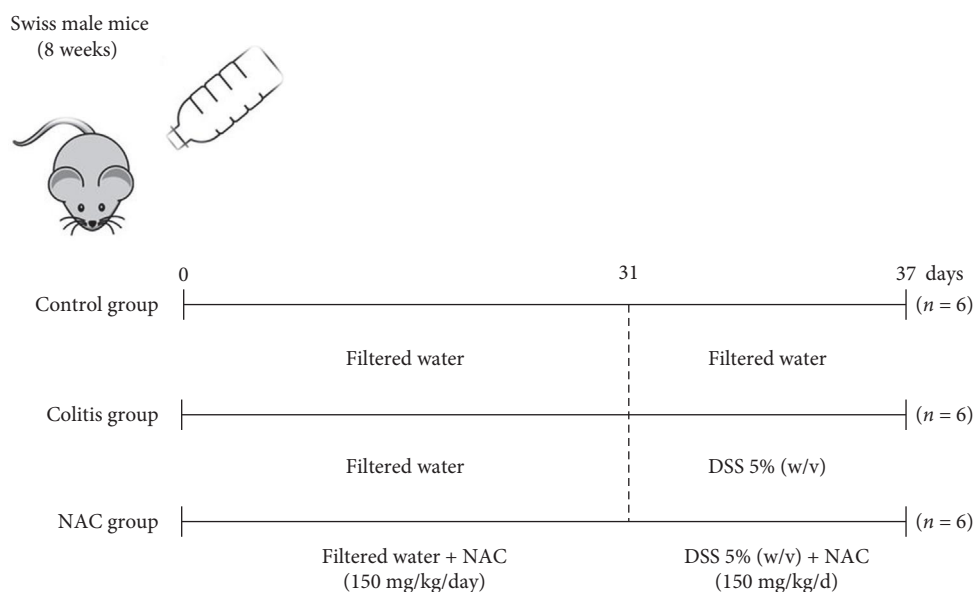 Swiss male mice
(8 weeks)
0 31 37 days
Control group (n = 6)
Filtered water Filtered water
Colitis group (n = 6)
Filtered water DSS 5% (w/v)
NAC group (n = 6)
Filtered water + NAC DSS 5% (w/v) + NAC
(150 mg/kg/day) (150 mg/kg/d)